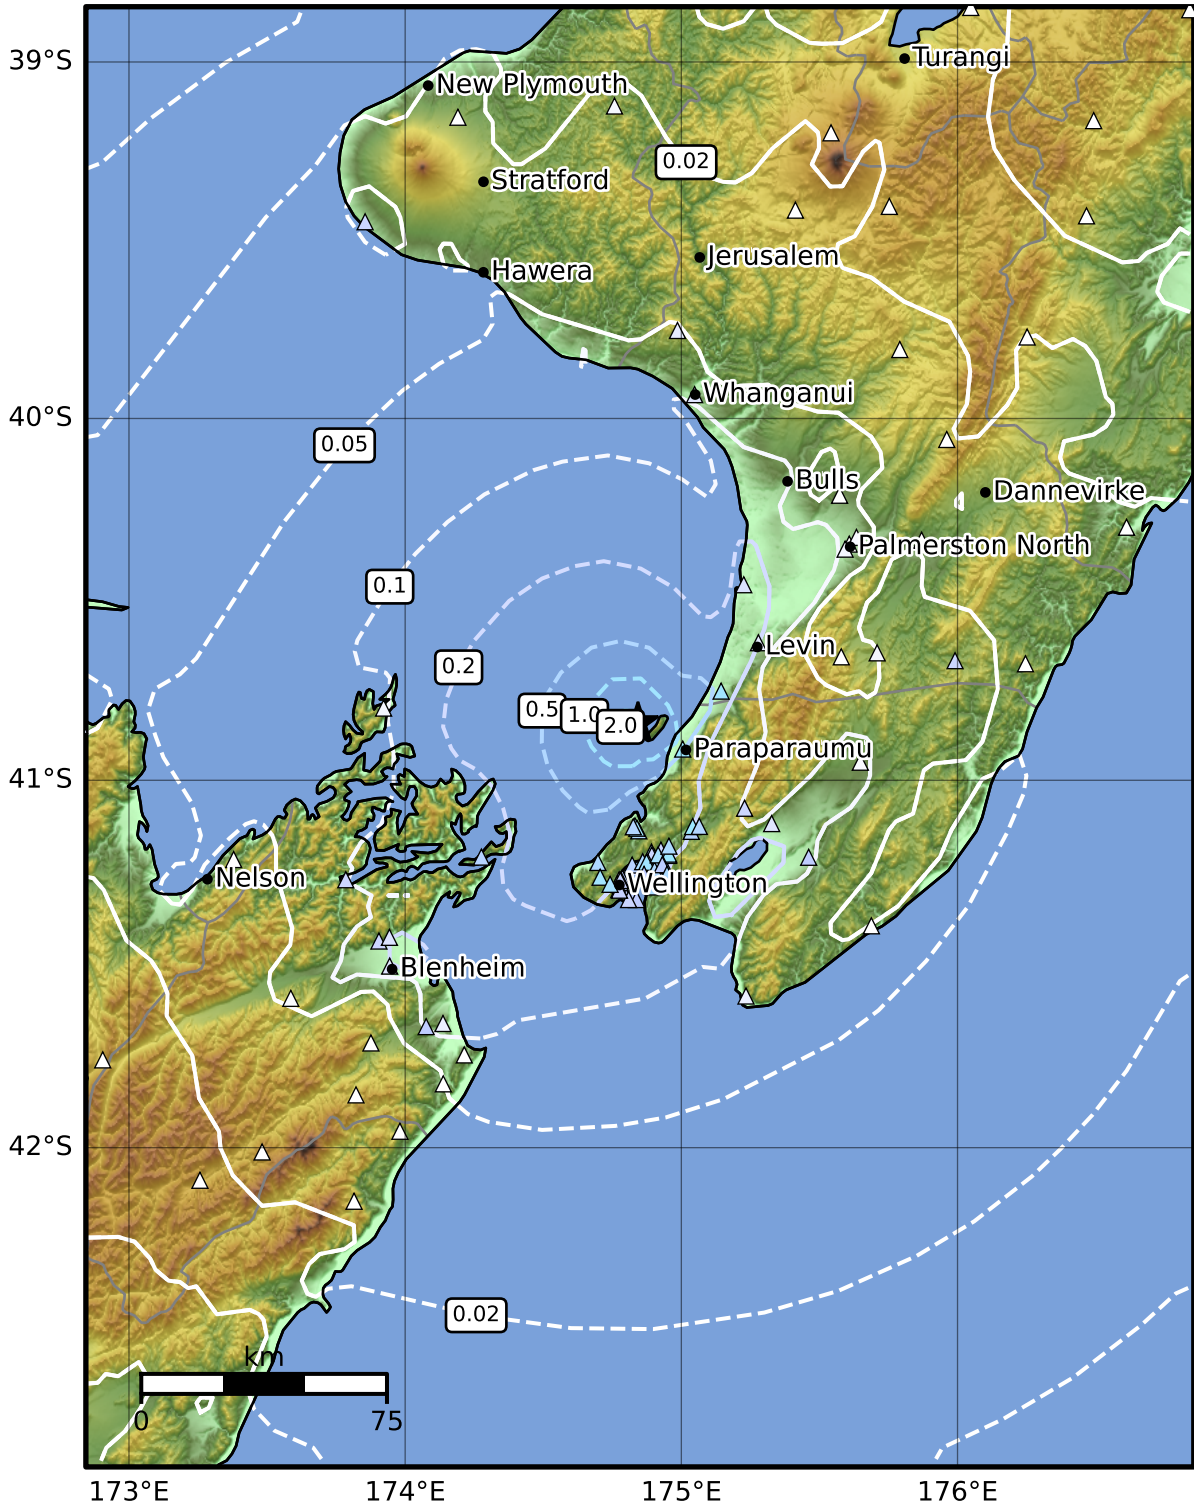 39°S
Turangi
New Plymouth
0.02
Stratford
Jerusalem
Hawera
Whanganui
40°S
0.05
Bulls
Dannevirke
Palmerston North
0.1
Levin
0.2
0.5
1.0
2.0
Paraparaumu
41°S
Nelson
Wellington
Blenheim
42°S
0.02
km
0
75
173°E
174°E
175°E
176°E